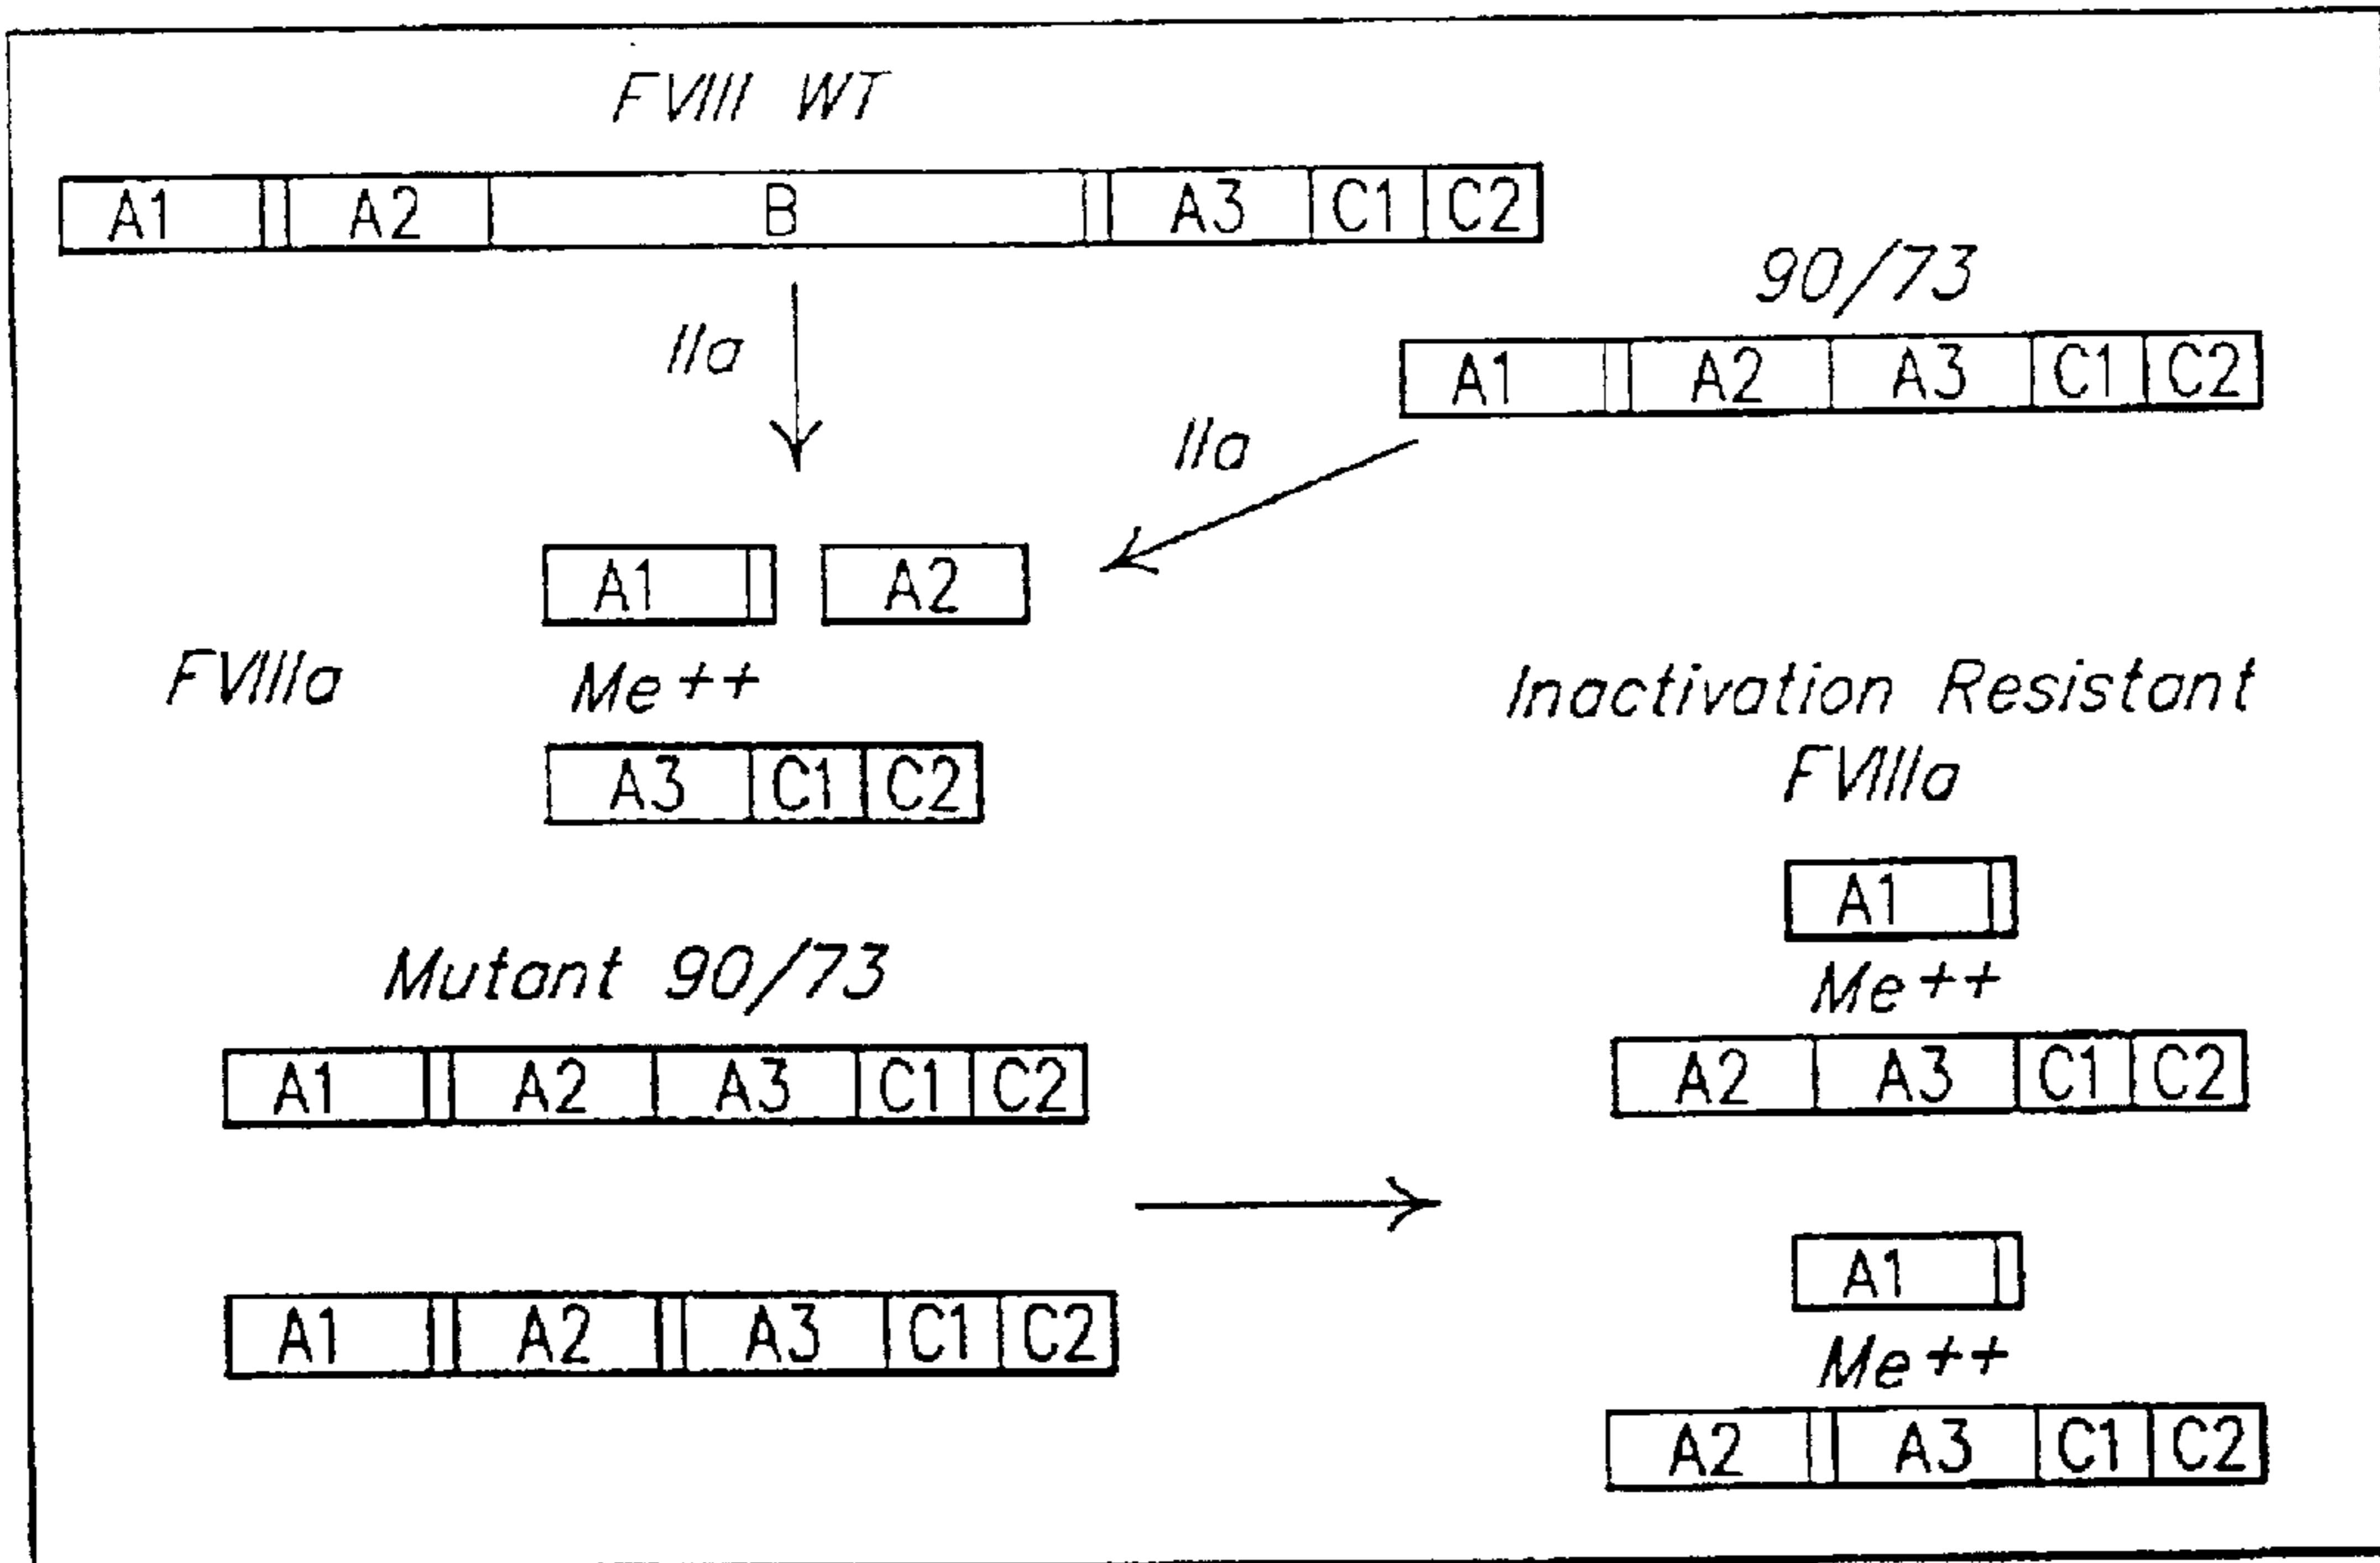 FVIII WT
A1 A2 B A3 C1 C2
90/73
IIa
A1 A2 A3 C1 C2
IIa
A1 A2
FVIIIa
Me++
A3 C1 C2
Inactivation Resistant
FVIIIa
A1
Me++
A2 A3 C1 C2
Mutant 90/73
A1 A2 A3 C1 C2
A1 A2 A3 C1 C2
A1
Me++
A2 A3 C1 C2